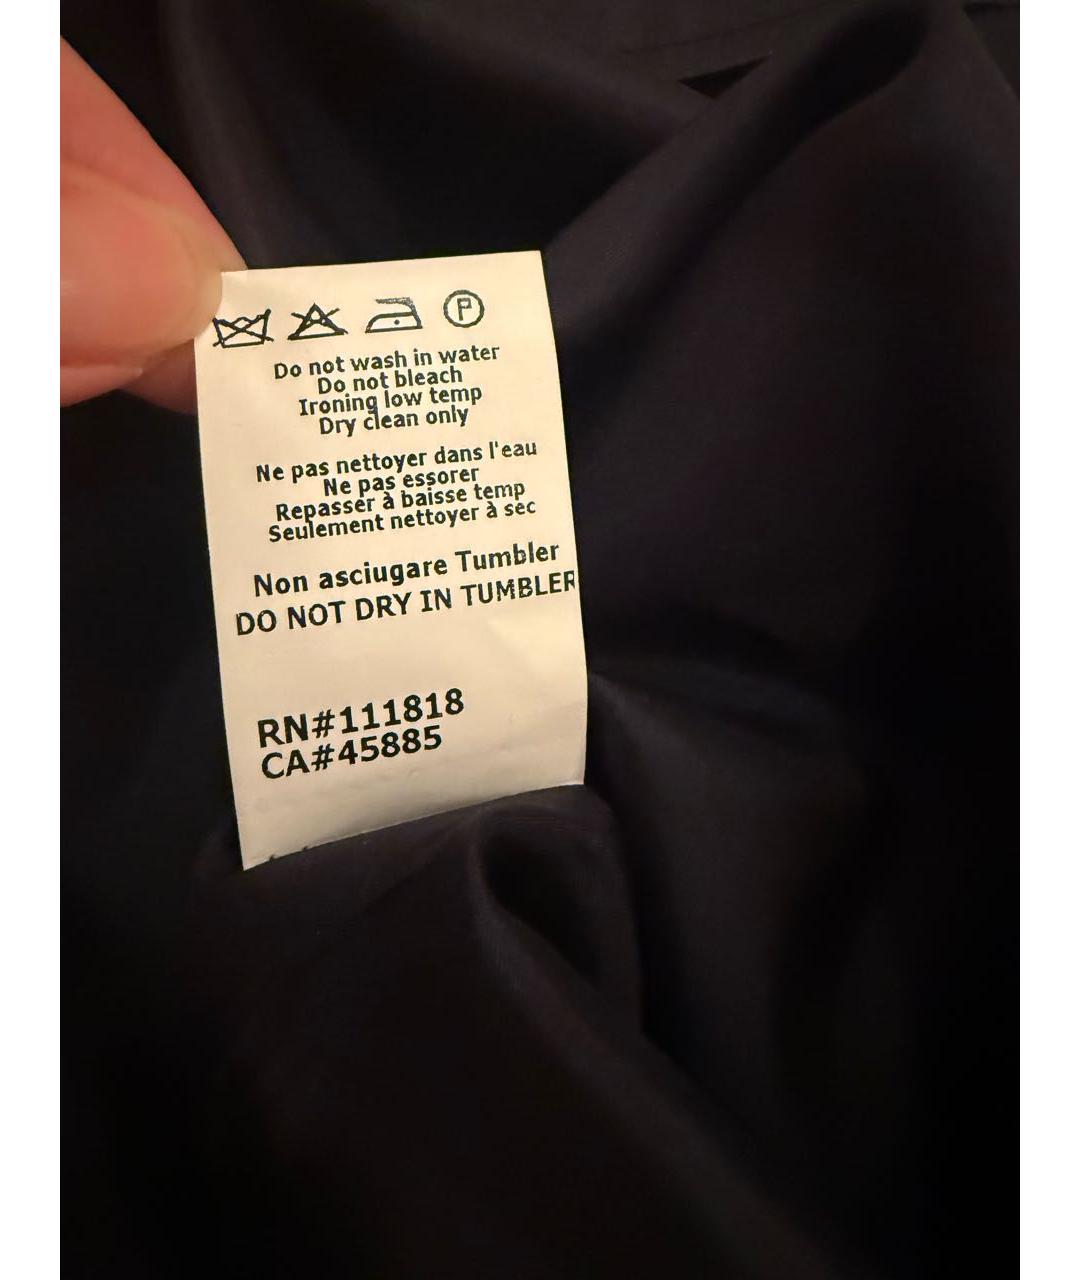 P
Do not wash in water
Do not bleach
Ironing low temp
Dry clean only
Ne pas nettoyer dans l'eau
Ne pas essorer
Repasser à baisse temp
Seulement nettoyer à sec
Non asciugare Tumbler
DO NOT DRY IN TUMBLER
RN#111818
CA#45885